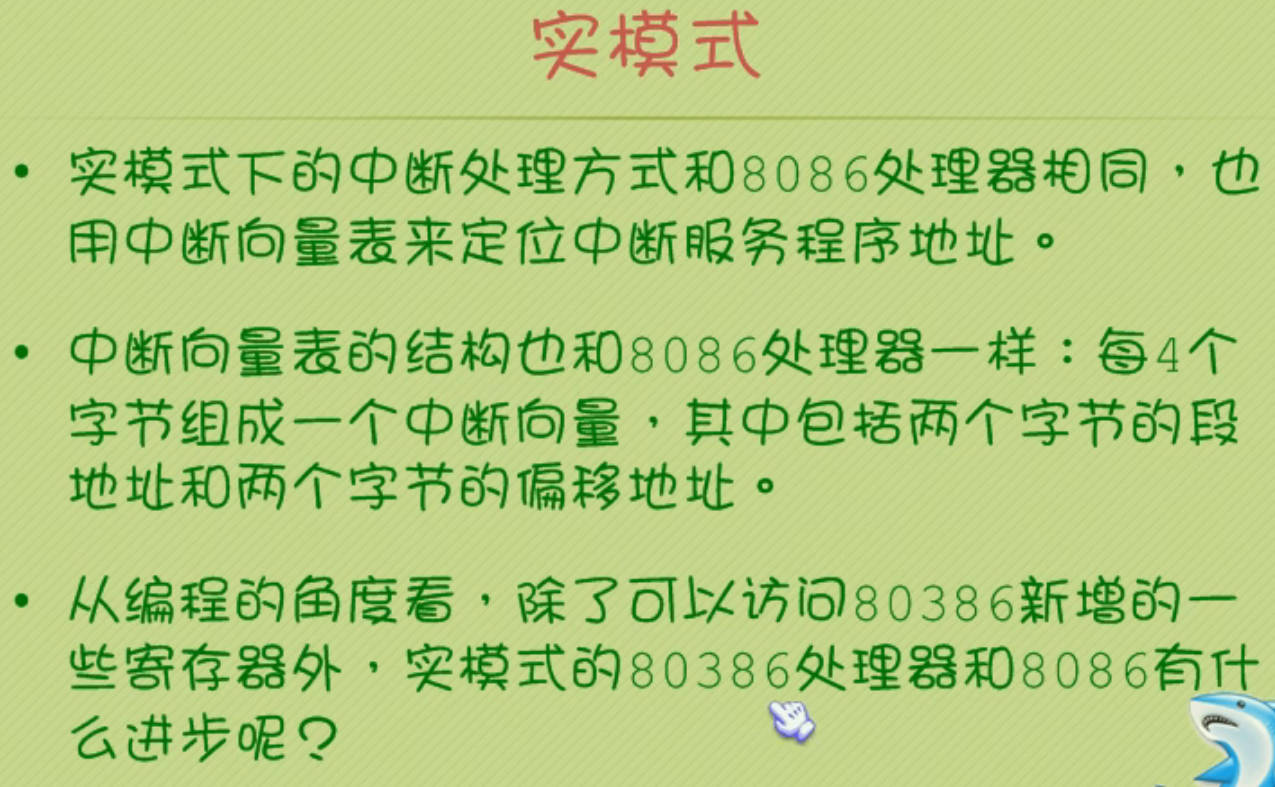 实模式
• 实模式下的中断处理方式和8086处理器相同，也
用中断向量表来定位中断服务程序地址。
• 中断向量表的结构也和8086处理器一样：每4个
字节组成一个中断向量，其中包括两个字节的段
地址和两个字节的偏移地址。
• 从编程的角度看，除了可以访问80386新增的一
些寄存器外，实模式的80386处理器和8086有什
么进步呢？